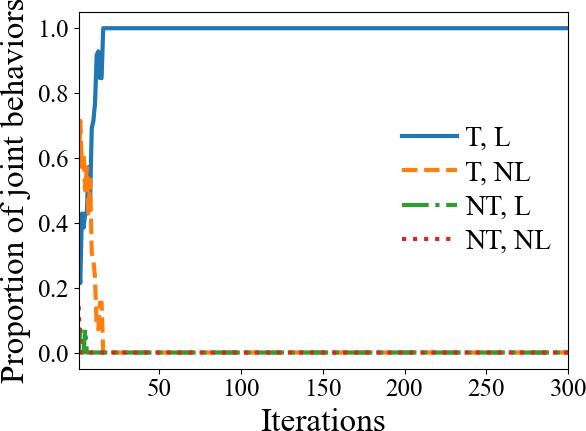 Proportion of joint behaviors
1.0
0.8
0.6
0.4
0.2
0.0
T, L
T, NL
NT, L
NT, NL
50 100 150 200 250 300
Iterations